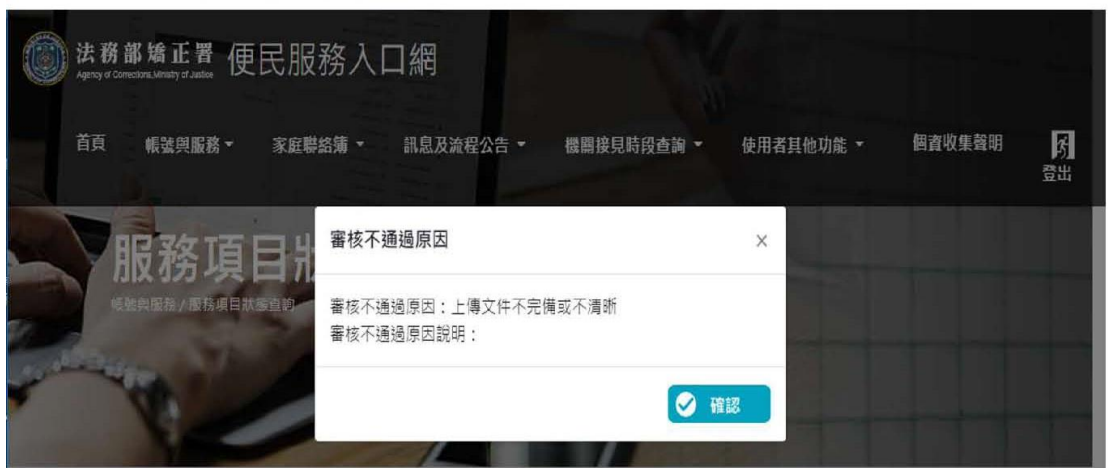 法務部矯正署 便民服務入口網
Agency of Corrections, Ministry of Justice
首頁 帳號與服務 家庭聯絡簿 訊息及流程公告 機關接見時段查詢 使用者其他功能 個資收集聲明
登出
服務項目狀
帳號與服務 / 服務項目狀態查詢
審核不通過原因
審核不通過原因：上傳文件不完備或不清晰
審核不通過原因說明：
確認